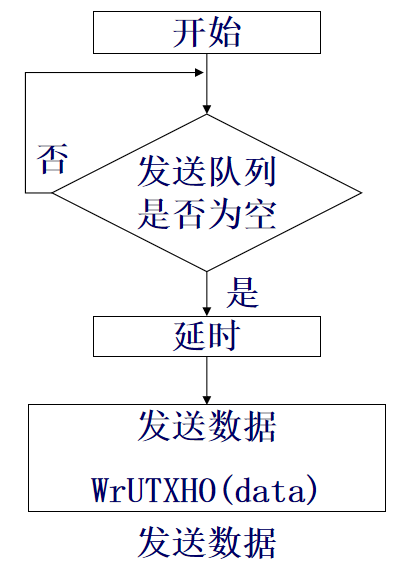 开始
否
发送队列
是否为空
是
延时
发送数据
WrUTXHO(data)
发送数据